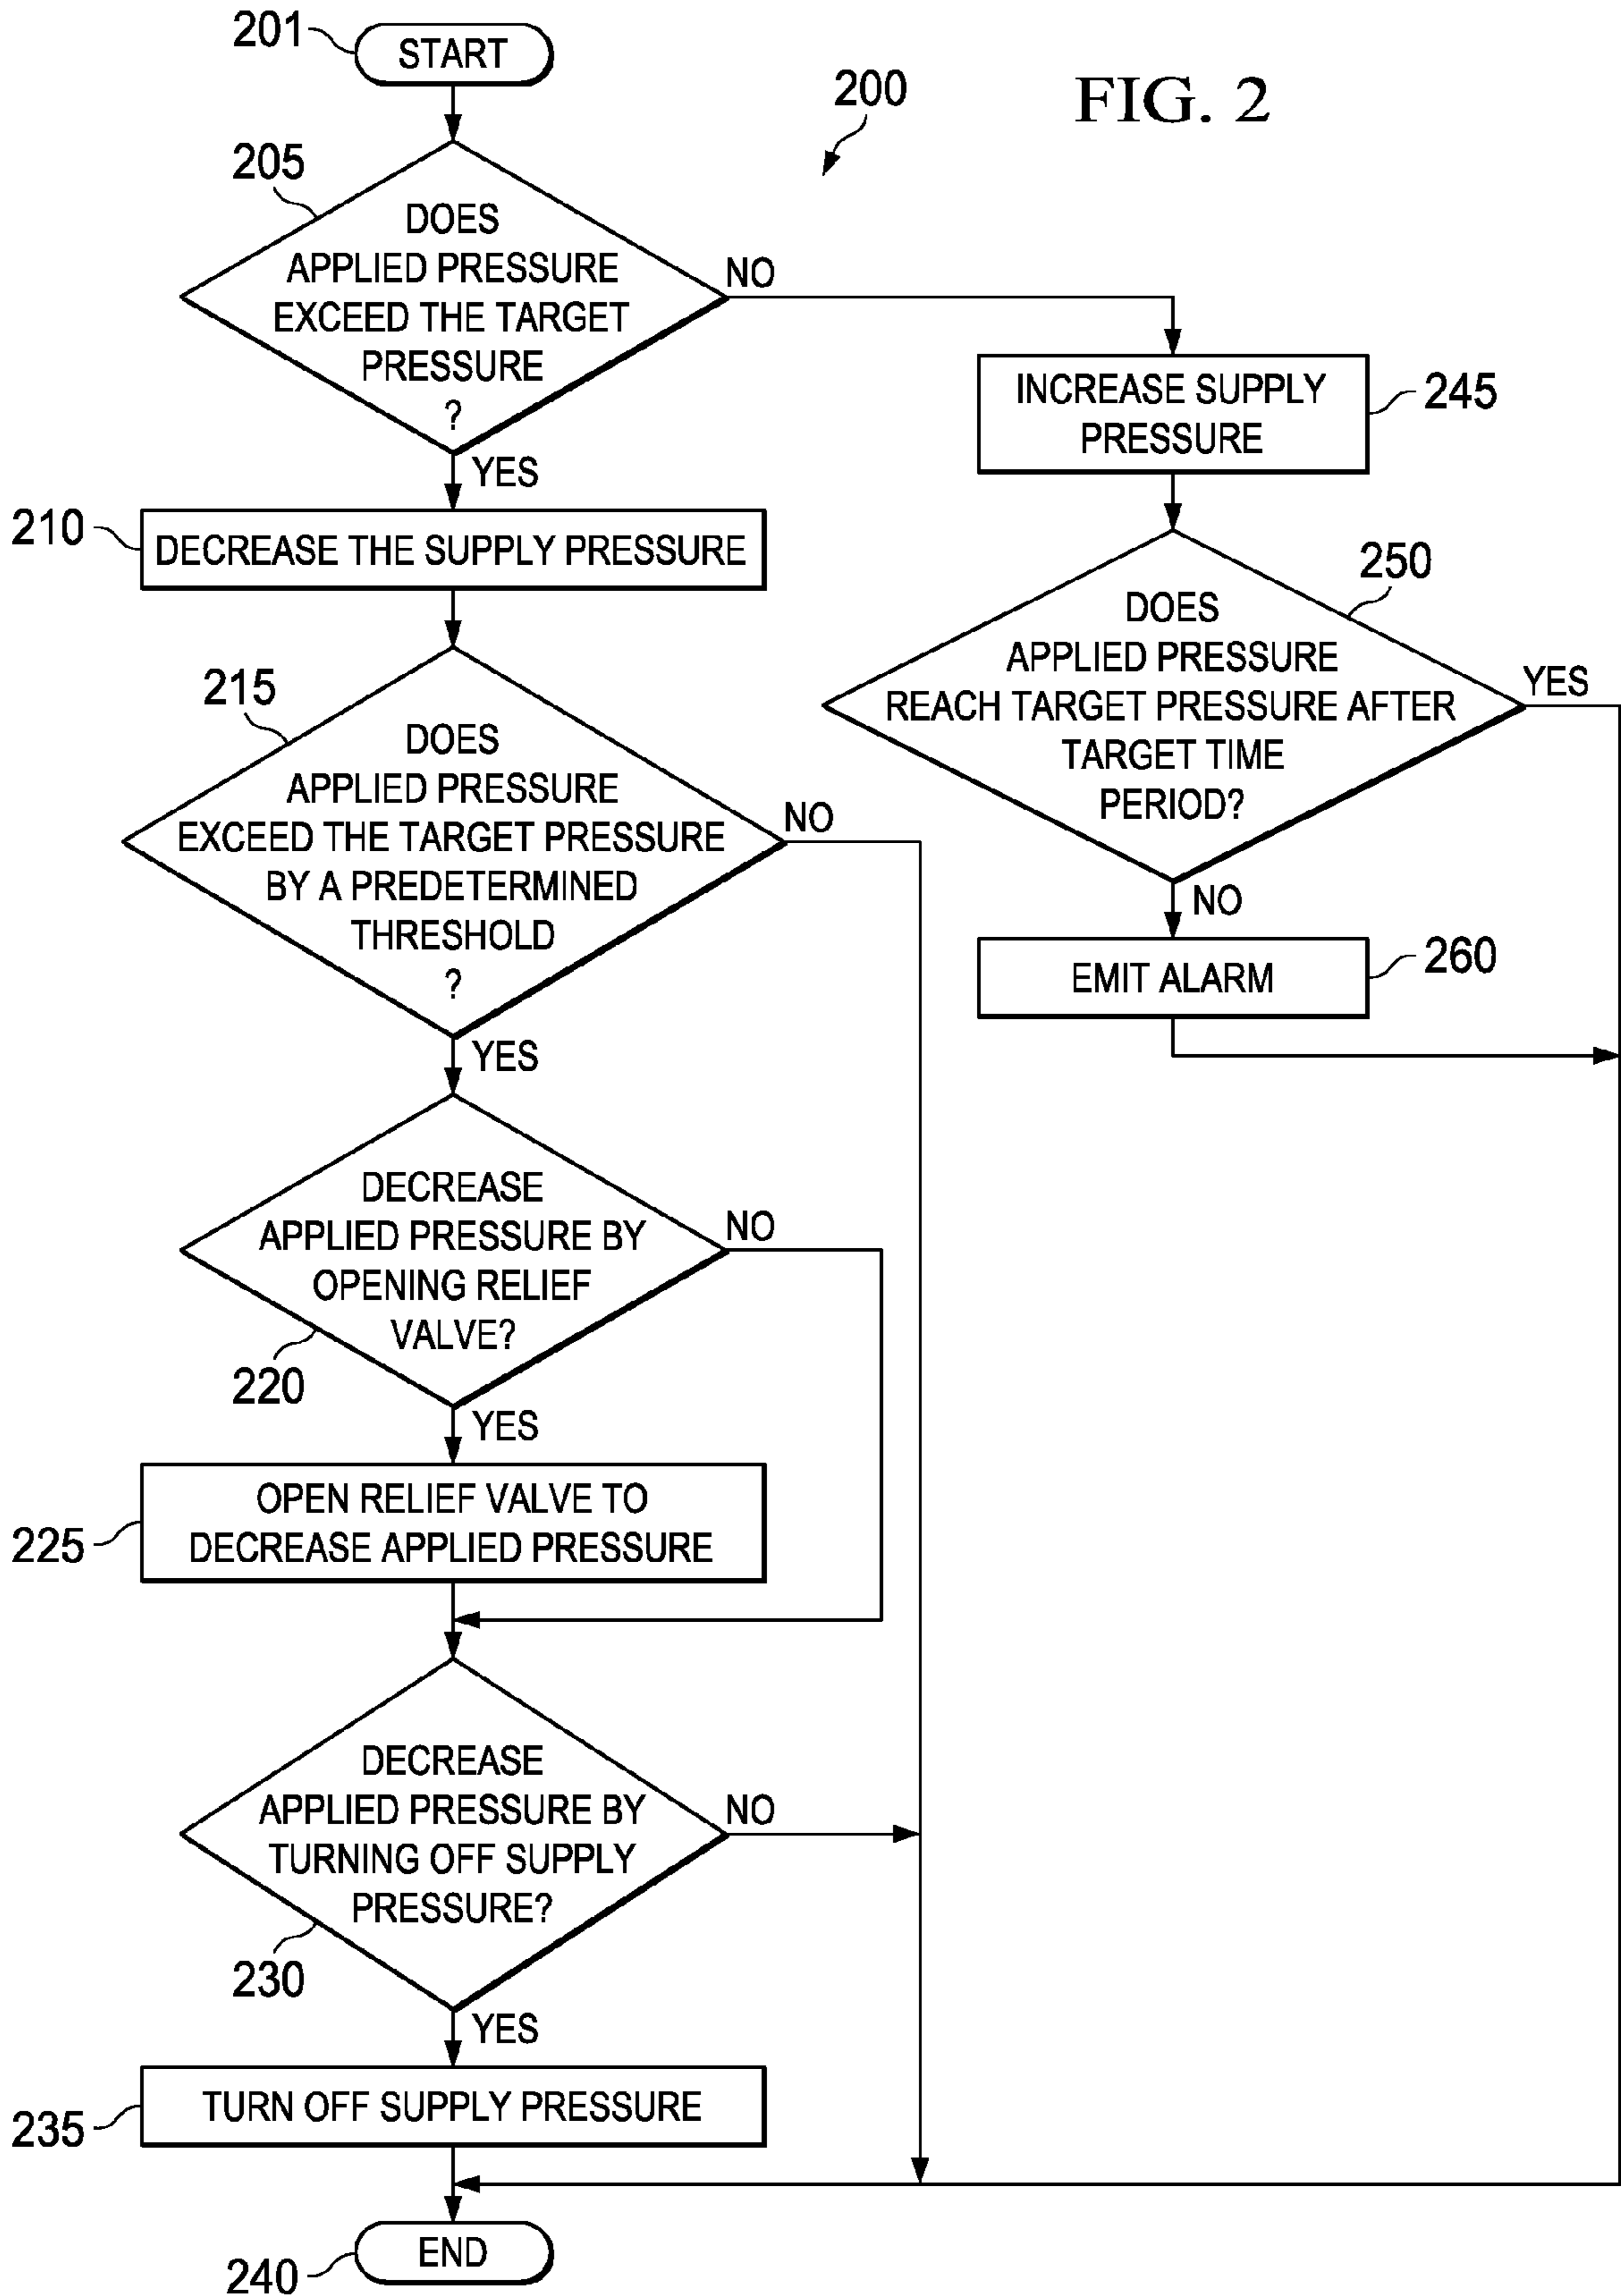 FIG. 2
200
201
START
205
DOES
APPLIED PRESSURE
EXCEED THE TARGET
PRESSURE
?
NO
YES
210
DECREASE THE SUPPLY PRESSURE
215
DOES
APPLIED PRESSURE
EXCEED THE TARGET PRESSURE
BY A PREDETERMINED
THRESHOLD
?
NO
YES
DECREASE
APPLIED PRESSURE BY
OPENING RELIEF
VALVE?
220
NO
YES
225
OPEN RELIEF VALVE TO
DECREASE APPLIED PRESSURE
DECREASE
APPLIED PRESSURE BY
TURNING OFF SUPPLY
PRESSURE?
230
NO
YES
235
TURN OFF SUPPLY PRESSURE
240
END
INCREASE SUPPLY
PRESSURE
245
250
DOES
APPLIED PRESSURE
REACH TARGET PRESSURE AFTER
TARGET TIME
PERIOD?
YES
NO
EMIT ALARM
260